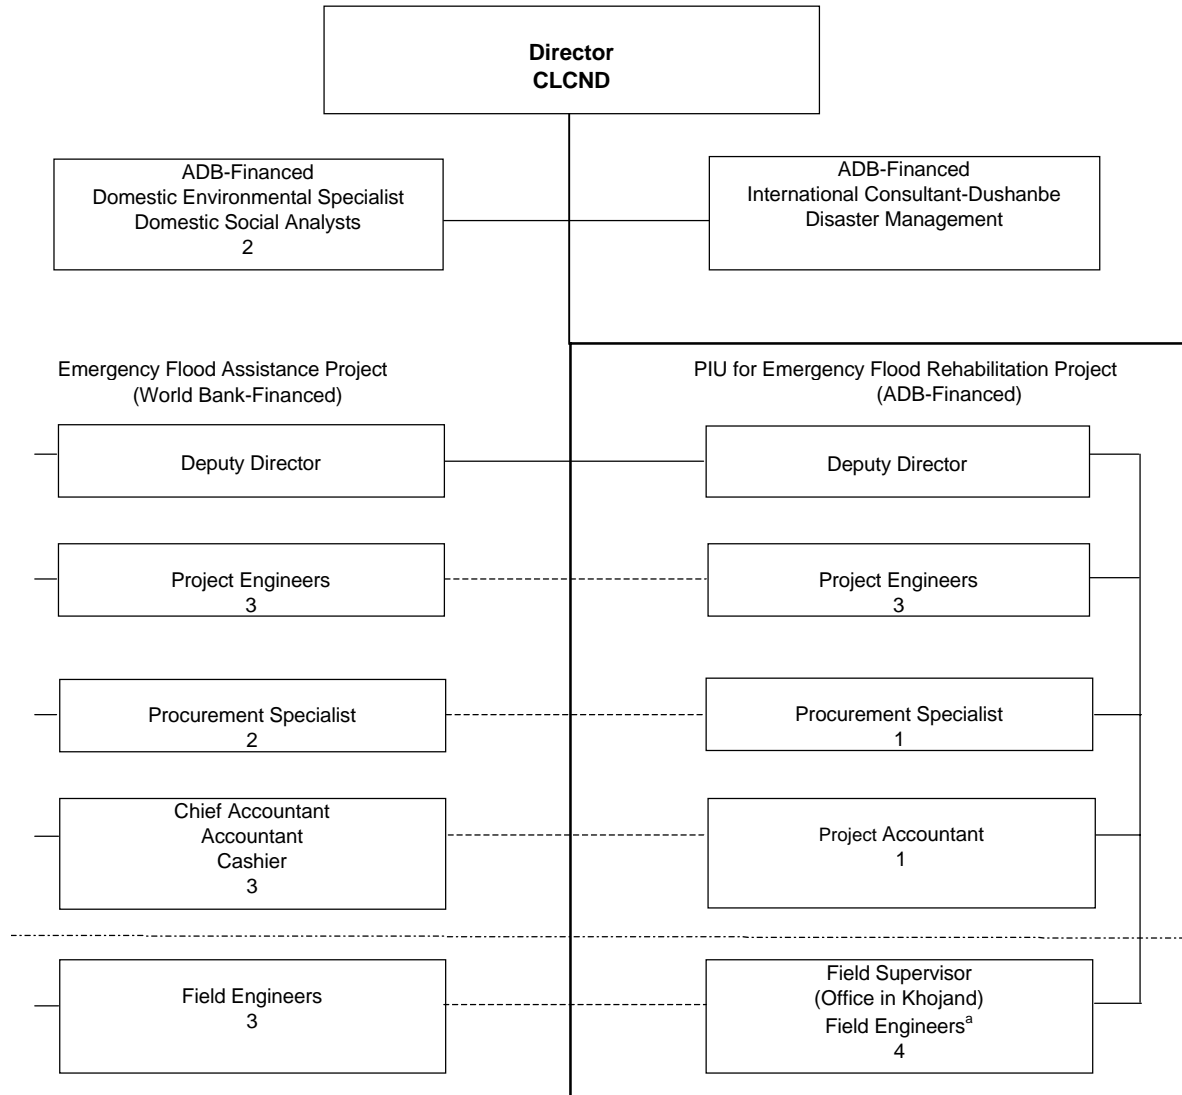 Director
CLCND
ADB-Financed
Domestic Environmental Specialist
Domestic Social Analysts
2
ADB-Financed
International Consultant-Dushanbe
Disaster Management
Emergency Flood Assistance Project
(World Bank-Financed)
PIU for Emergency Flood Rehabilitation Project
(ADB-Financed)
Deputy Director
Deputy Director
Project Engineers
3
Project Engineers
3
Procurement Specialist
2
Procurement Specialist
1
Chief Accountant
Accountant
Cashier
3
Project Accountant
1
Field Engineers
3
Field Supervisor
(Office in Khojand)
Field Engineersᵃ
4